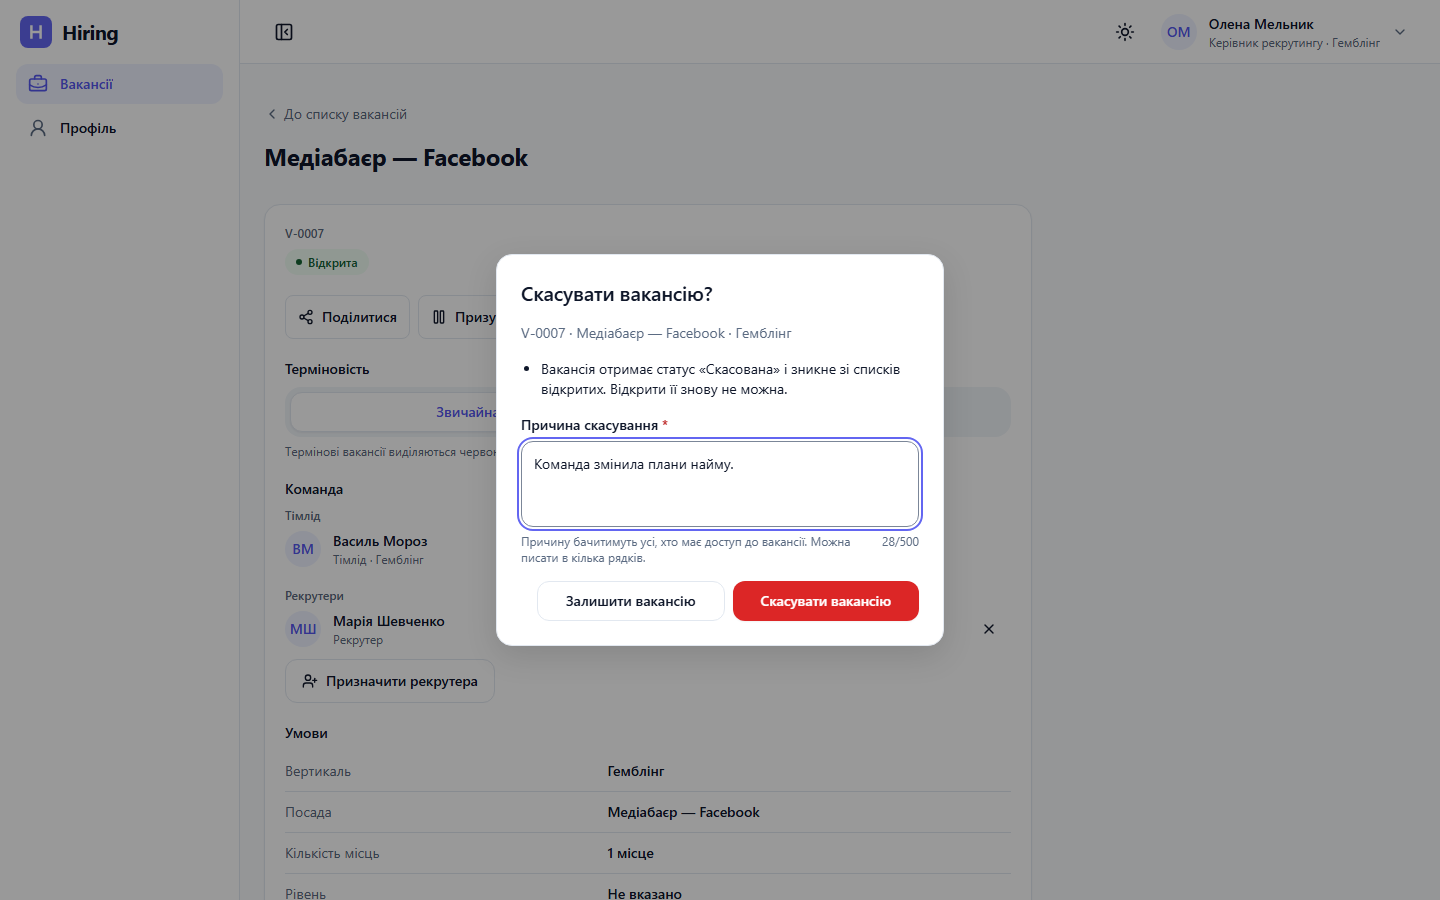 H Hiring
Вакансії
Профіль
ОМ
Олена Мельник
Керівник рекрутингу · Гемблінг
До списку вакансій
Медіабаєр — Facebook
V-0007
Відкрита
Поділитися
Призу
Терміновість
Звичайна
Термінові вакансії виділяються червон
Команда
Тімлід
ВМ
Василь Мороз
Тімлід · Гемблінг
Рекрутери
МШ
Марія Шевченко
Рекрутер
Призначити рекрутера
Умови
Вертикаль Гемблінг
Посада Медіабаєр — Facebook
Кількість місць 1 місце
Рівень Не вказано
Скасувати вакансію?
V-0007 · Медіабаєр — Facebook · Гемблінг
• Вакансія отримає статус «Скасована» і зникне зі списків
відкритих. Відкрити її знову не можна.
Причина скасування *
Команда змінила плани найму.
Причину бачитимуть усі, хто має доступ до вакансії. Можна 28/500
писати в кілька рядків.
Залишити вакансію
Скасувати вакансію